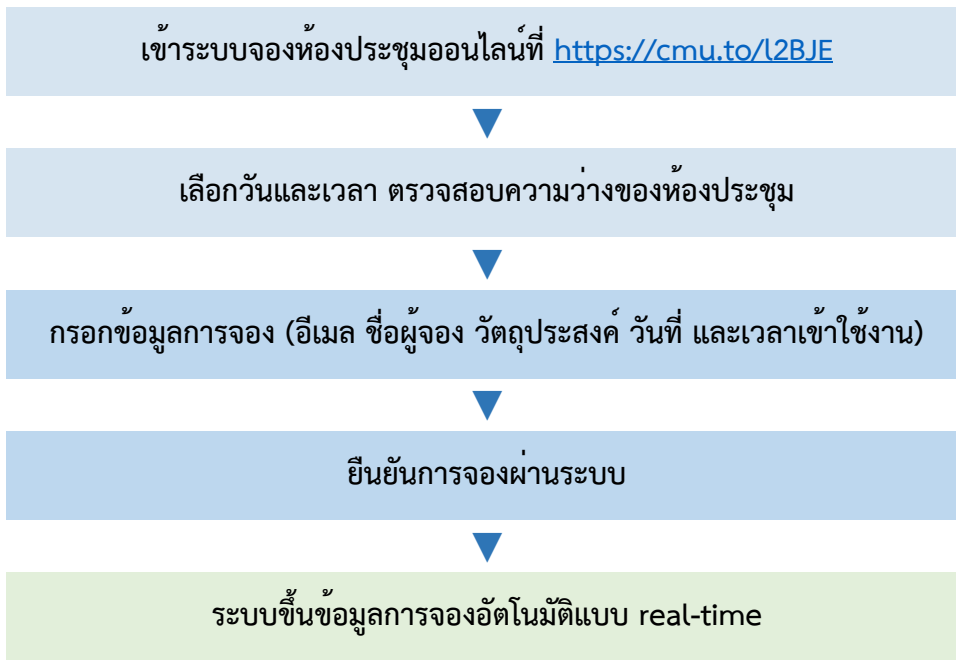 เข้าระบบจองห้องประชุมออนไลน์ที่ https://cmu.to/l2BJE
เลือกวันและเวลา ตรวจสอบความว่างของห้องประชุม
กรอกข้อมูลการจอง (อีเมล ชื่อผู้จอง วัตถุประสงค์ วันที่ และเวลาเข้าใช้งาน)
ยืนยันการจองผ่านระบบ
ระบบขึ้นข้อมูลการจองอัตโนมัติแบบ real-time